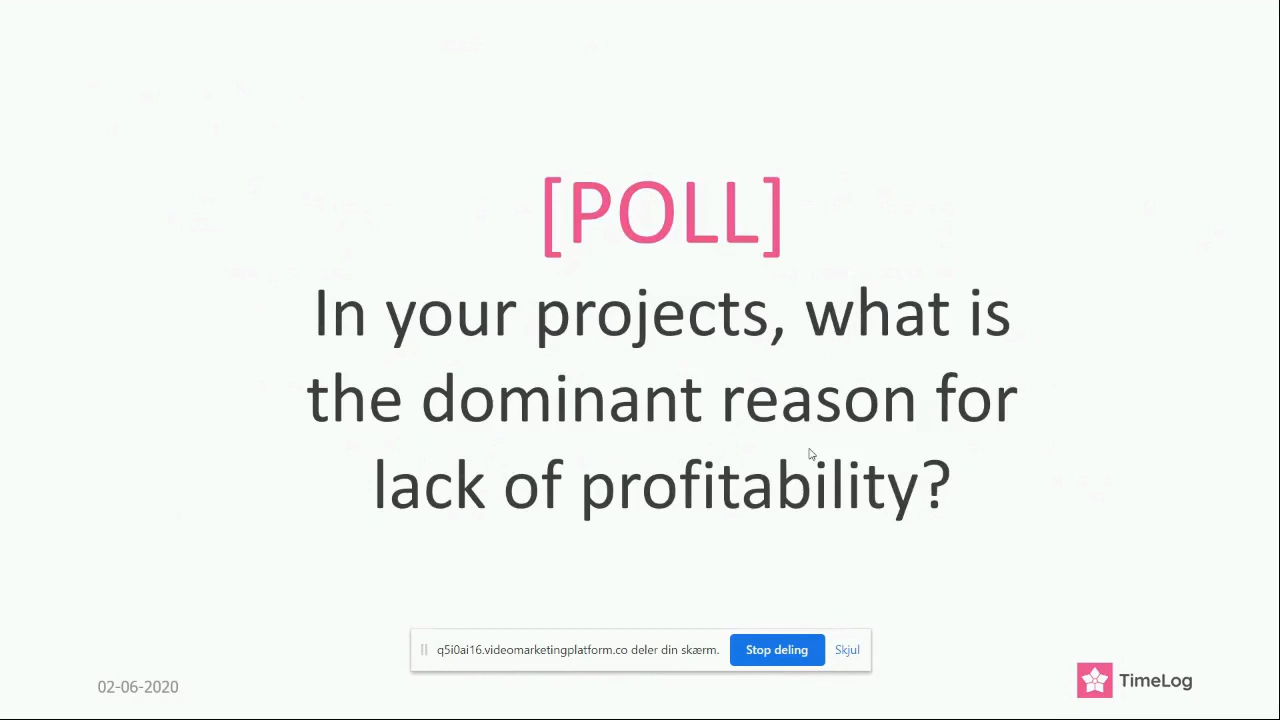 [POLL]
In your projects, what is
the dominant reason for
lack of profitability?
q5i0ai16.videomarketingplatform.co deler din skærm. Stop deling Skjul
02-06-2020
TimeLog